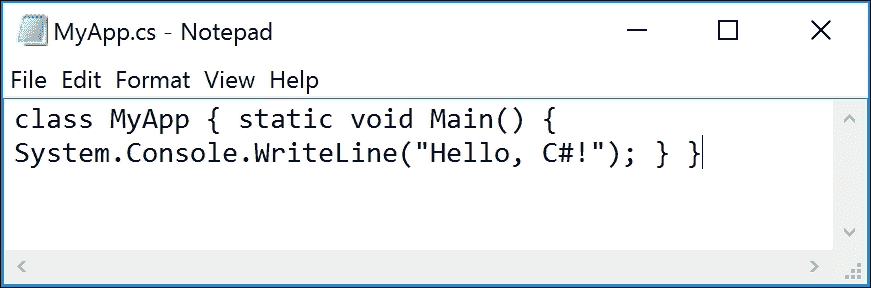 MyApp.cs - Notepad
File Edit Format View Help
class MyApp { static void Main() {
System.Console.WriteLine("Hello, C#!"); } }